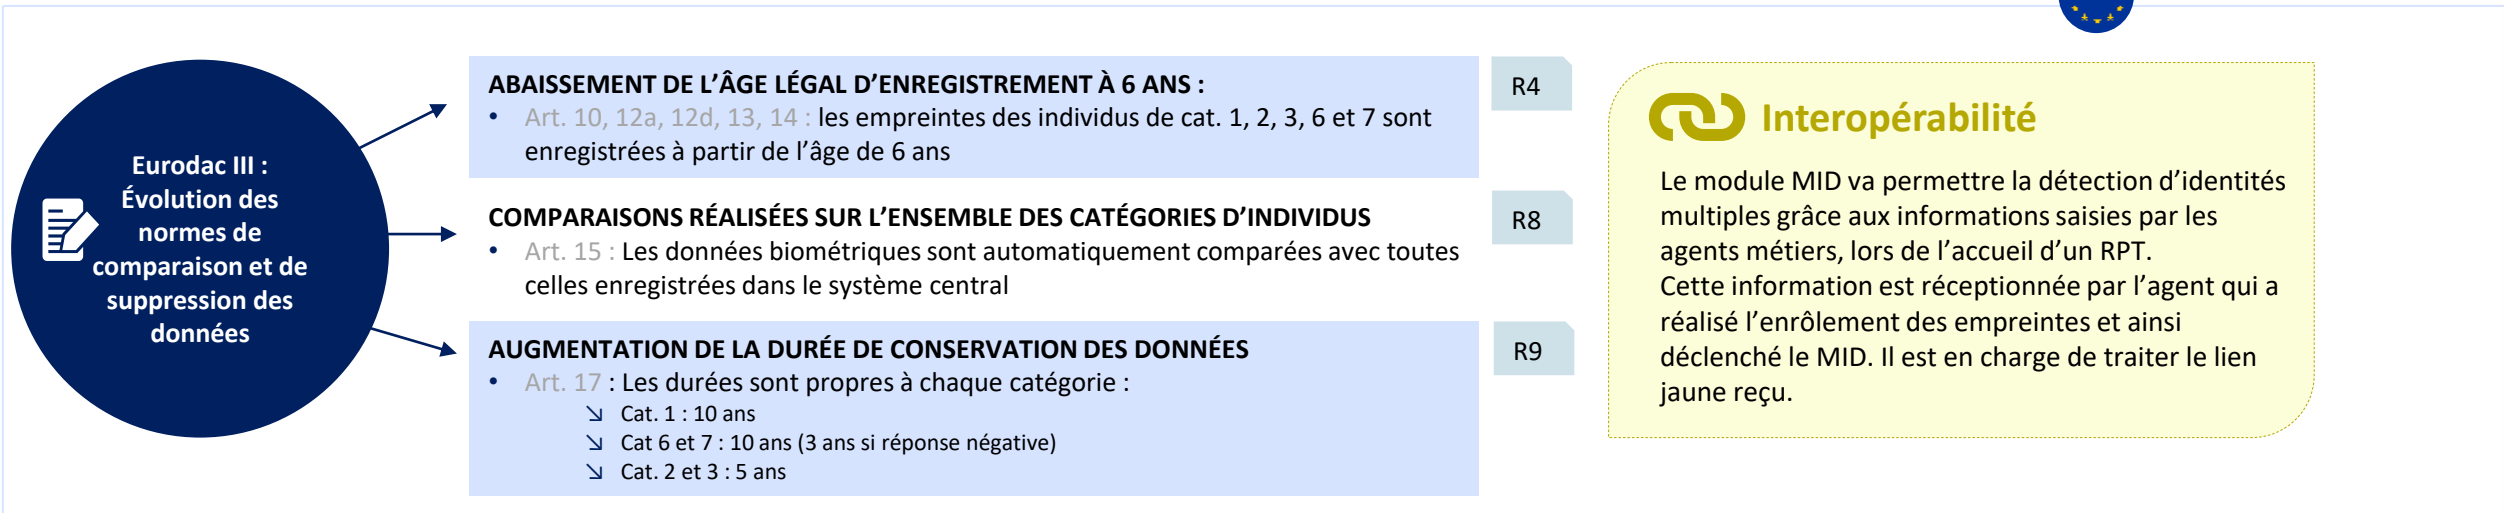 Eurodac III :
Évolution des
normes de
comparaison et de
suppression des
données
ABAISSEMENT DE L’ÂGE LÉGAL D’ENREGISTREMENT À 6 ANS :
• Art. 10, 12a, 12d, 13, 14 : les empreintes des individus de cat. 1, 2, 3, 6 et 7 sont
enregistrées à partir de l’âge de 6 ans
R4
COMPARAISONS RÉALISÉES SUR L’ENSEMBLE DES CATÉGORIES D’INDIVIDUS
• Art. 15 : Les données biométriques sont automatiquement comparées avec toutes
celles enregistrées dans le système central
R8
AUGMENTATION DE LA DURÉE DE CONSERVATION DES DONNÉES
• Art. 17 : Les durées sont propres à chaque catégorie :
↘ Cat. 1 : 10 ans
↘ Cat 6 et 7 : 10 ans (3 ans si réponse négative)
↘ Cat. 2 et 3 : 5 ans
R9
Interopérabilité
Le module MID va permettre la détection d’identités
multiples grâce aux informations saisies par les
agents métiers, lors de l’accueil d’un RPT.
Cette information est réceptionnée par l’agent qui a
réalisé l’enrôlement des empreintes et ainsi
déclenché le MID. Il est en charge de traiter le lien
jaune reçu.